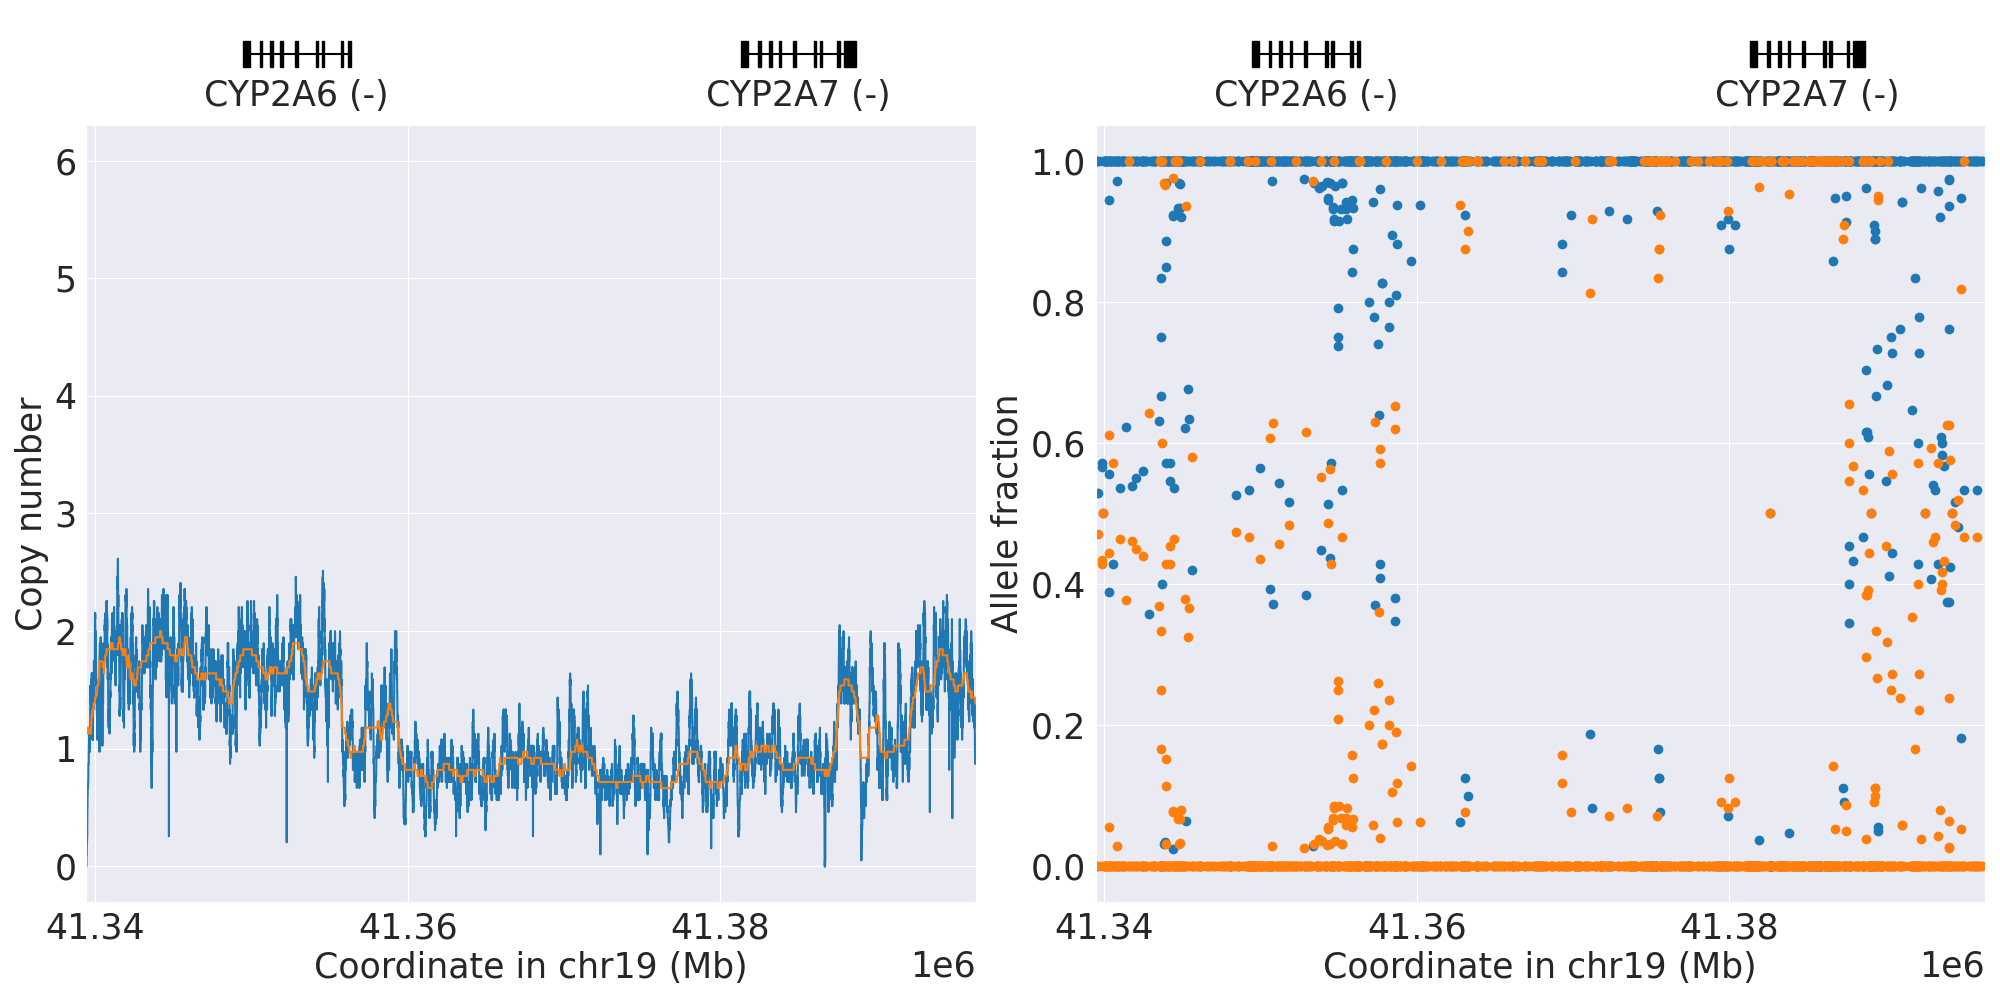 CYP2A6 (-) CYP2A7 (-)
6
5
4
3
2
1
0
Copy number
41.34 41.36 41.38
Coordinate in chr19 (Mb) 1e6
CYP2A6 (-) CYP2A7 (-)
1.0
0.8
0.6
0.4
0.2
0.0
Allele fraction
41.34 41.36 41.38
Coordinate in chr19 (Mb) 1e6